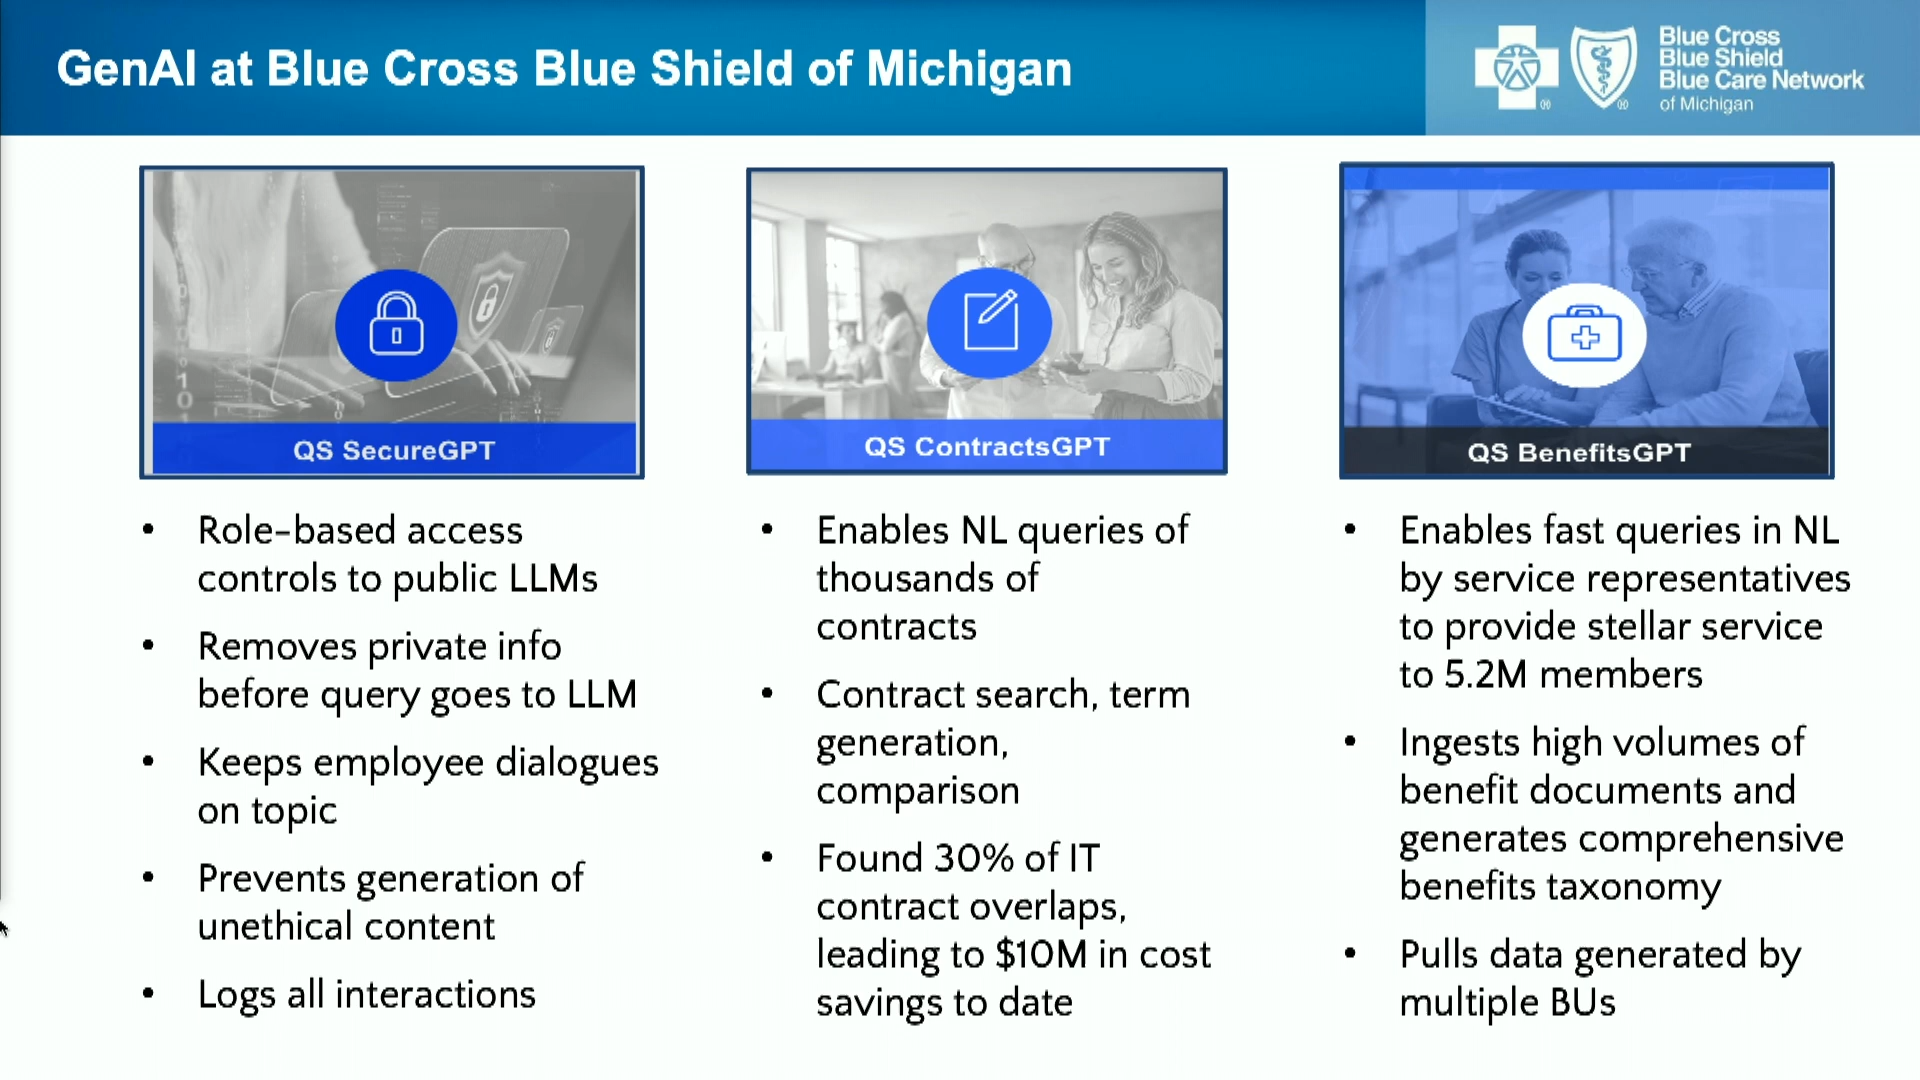 GenAI at Blue Cross Blue Shield of Michigan
Blue Cross
Blue Shield
Blue Care Network
of Michigan
QS SecureGPT
• Role-based access
controls to public LLMs
• Removes private info
before query goes to LLM
• Keeps employee dialogues
on topic
• Prevents generation of
unethical content
• Logs all interactions
QS ContractsGPT
• Enables NL queries of
thousands of
contracts
• Contract search, term
generation,
comparison
• Found 30% of IT
contract overlaps,
leading to $10M in cost
savings to date
QS BenefitsGPT
• Enables fast queries in NL
by service representatives
to provide stellar service
to 5.2M members
• Ingests high volumes of
benefit documents and
generates comprehensive
benefits taxonomy
• Pulls data generated by
multiple BUs